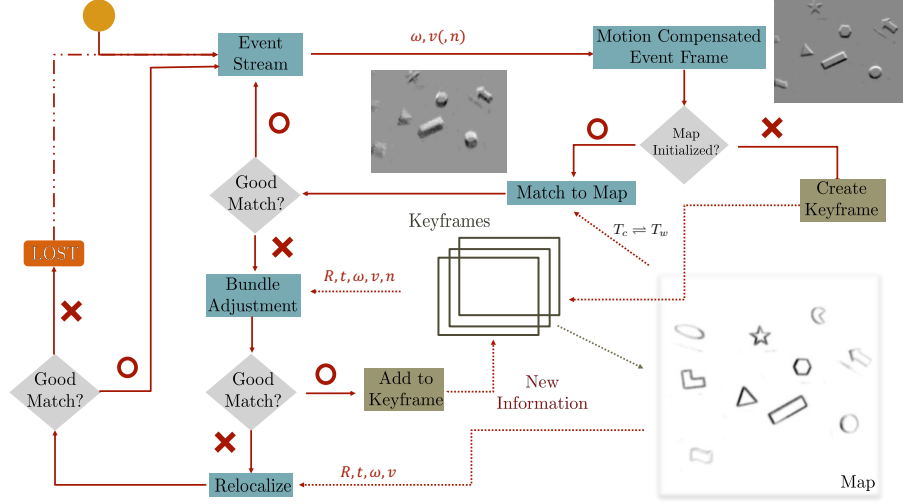 Event
Stream
ω, v(, n)
Motion Compensated
Event Frame
Map
Initialized?
Match to Map
Create
Keyframe
Good
Match?
Keyframes
T_c ⇌ T_w
LOST
Bundle
Adjustment
R, t, ω, v, n
Good
Match?
Good
Match?
Add to
Keyframe
New
Information
R, t, ω, v
Relocalize
Map